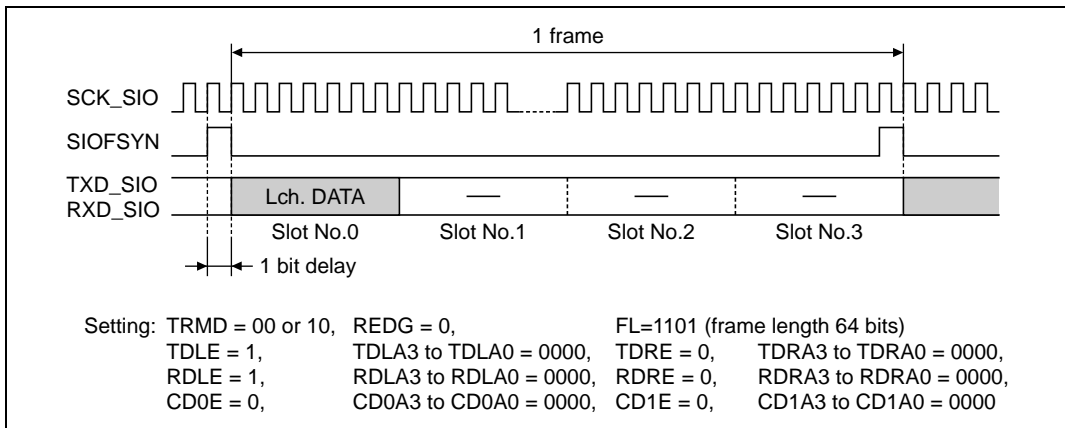 1 frame
SCK_SIO
SIOFSYN
TXD_SIO
RXD_SIO
Lch. DATA — — —
Slot No.0 Slot No.1 Slot No.2 Slot No.3
1 bit delay
Setting: TRMD = 00 or 10, REDG = 0, FL=1101 (frame length 64 bits)
TDLE = 1, TDLA3 to TDLA0 = 0000, TDRE = 0, TDRA3 to TDRA0 = 0000,
RDLE = 1, RDLA3 to RDLA0 = 0000, RDRE = 0, RDRA3 to RDRA0 = 0000,
CD0E = 0, CD0A3 to CD0A0 = 0000, CD1E = 0, CD1A3 to CD1A0 = 0000